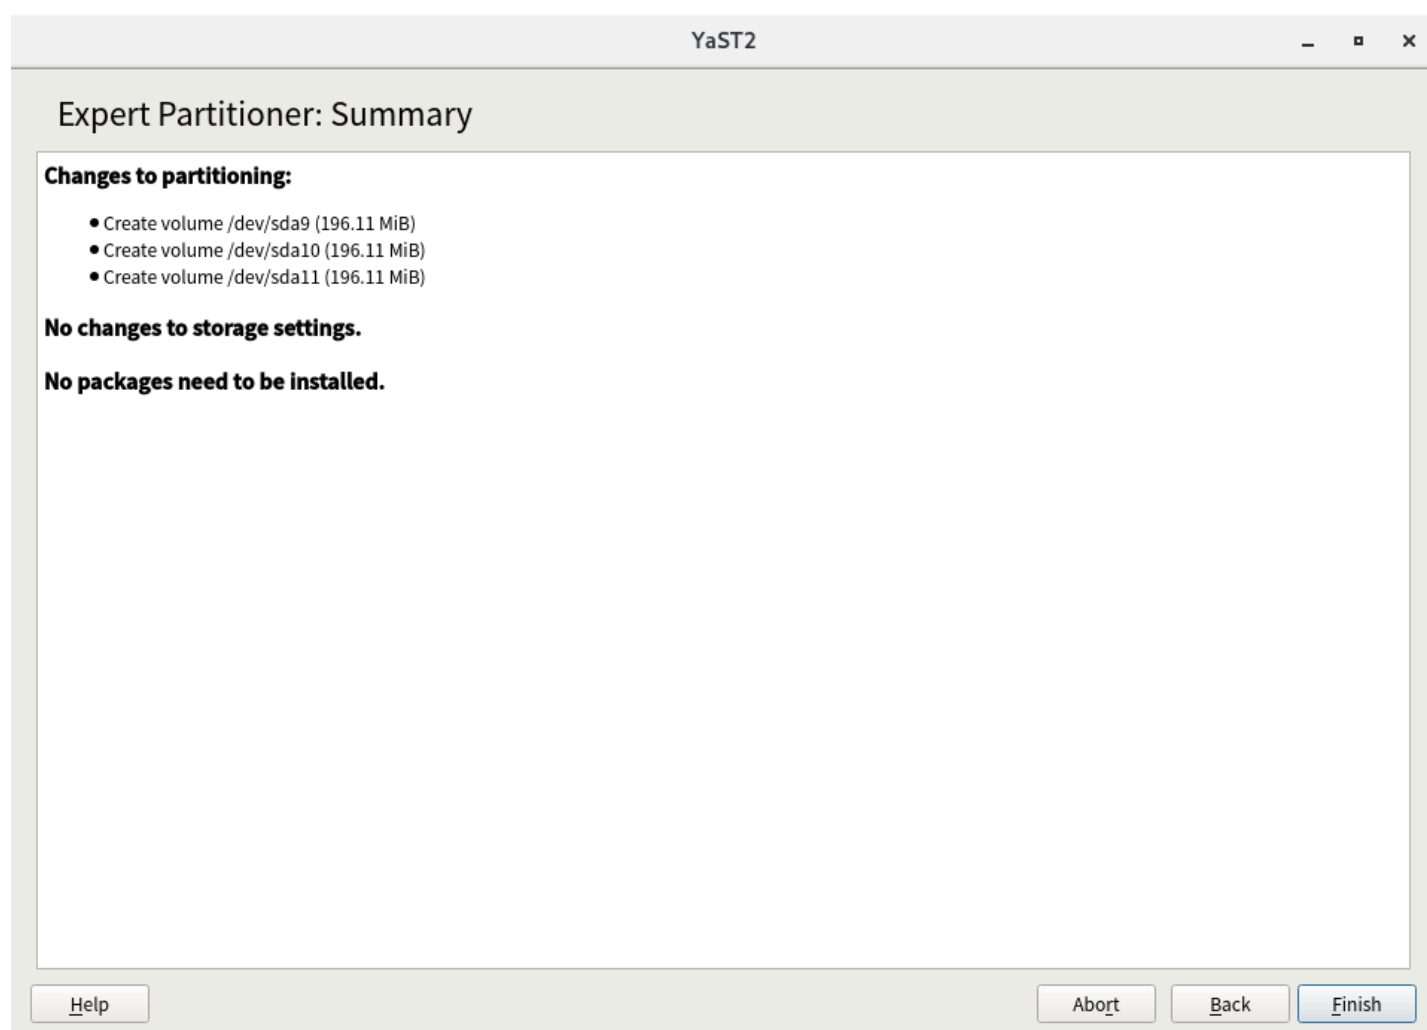 YaST2
Expert Partitioner: Summary
Changes to partitioning:
● Create volume /dev/sda9 (196.11 MiB)
● Create volume /dev/sda10 (196.11 MiB)
● Create volume /dev/sda11 (196.11 MiB)
No changes to storage settings.
No packages need to be installed.
Help Abort Back Finish